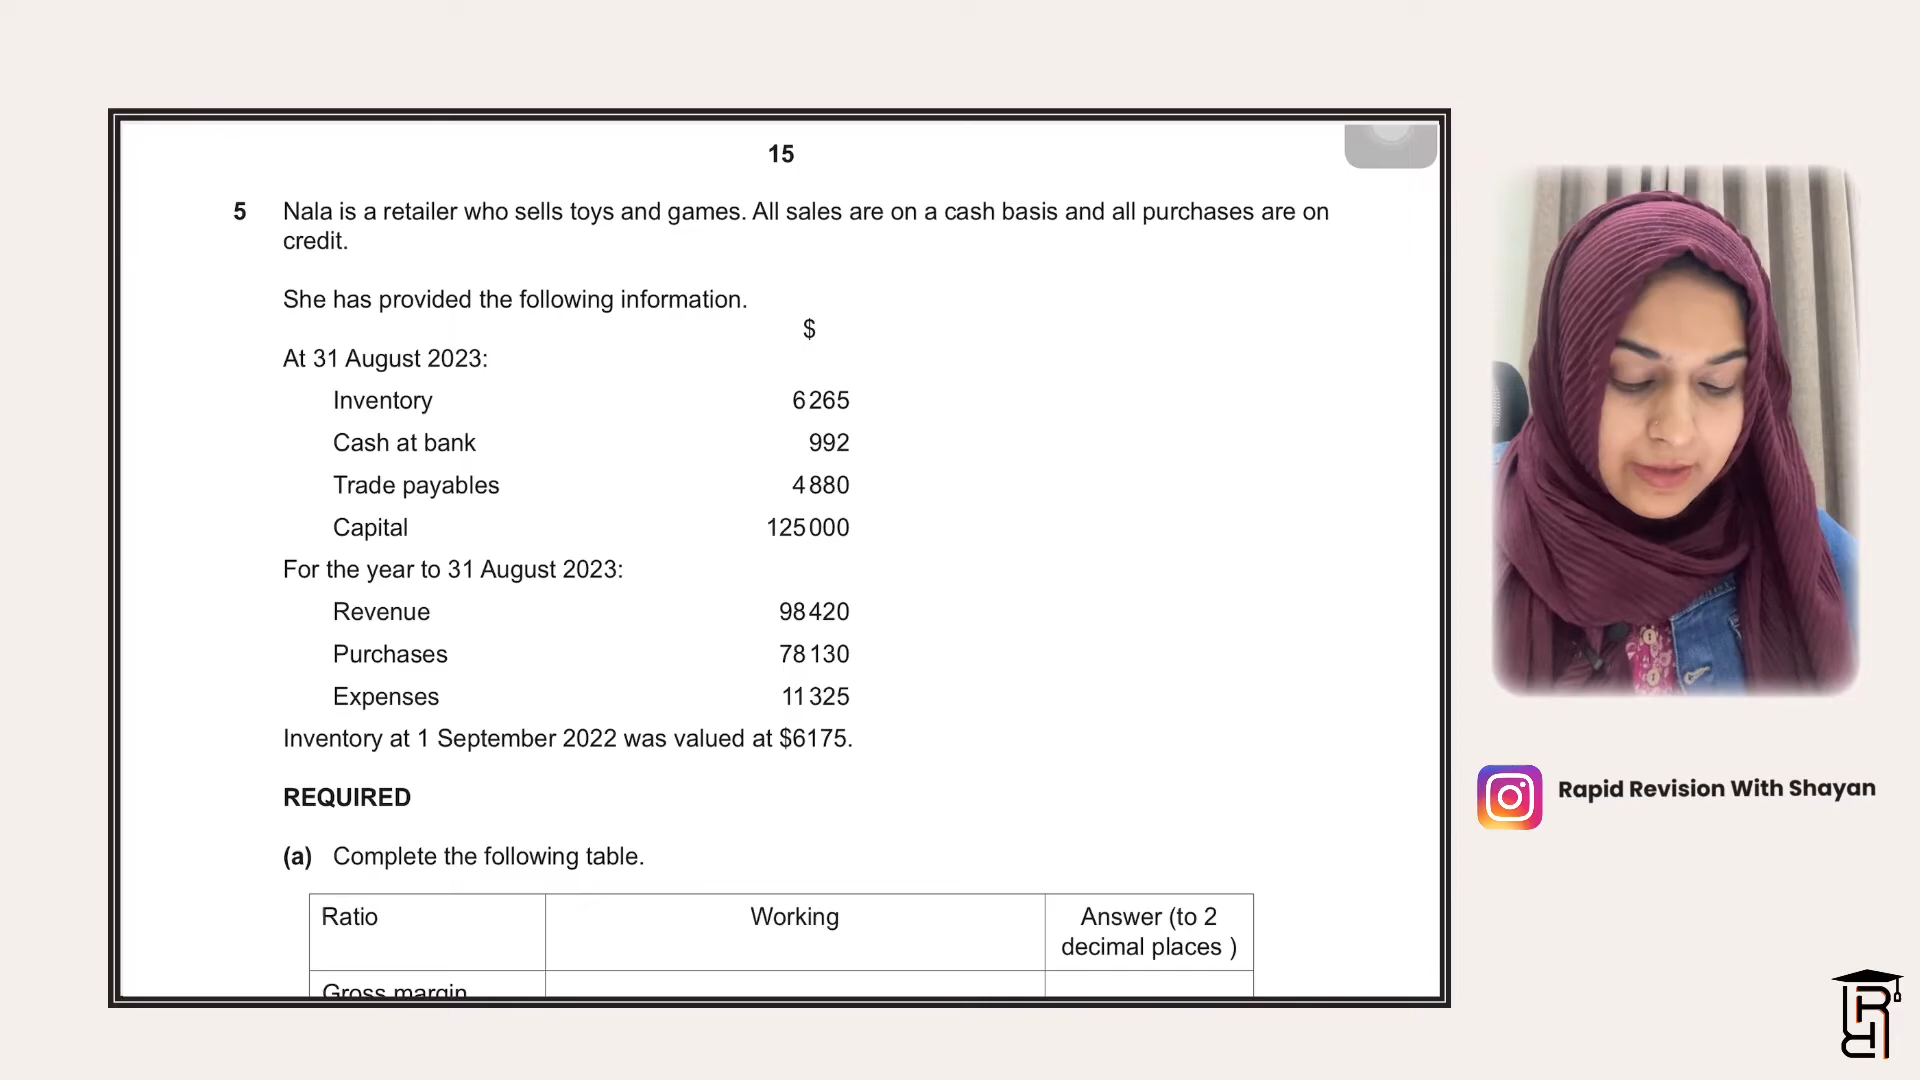 15
5 Nala is a retailer who sells toys and games. All sales are on a cash basis and all purchases are on
credit.
She has provided the following information.
$
At 31 August 2023:
Inventory 6265
Cash at bank 992
Trade payables 4880
Capital 125000
For the year to 31 August 2023:
Revenue 98420
Purchases 78130
Expenses 11325
Inventory at 1 September 2022 was valued at $6175.
REQUIRED
(a) Complete the following table.
Ratio Working Answer (to 2
decimal places )
Gross margin
Rapid Revision With Shayan